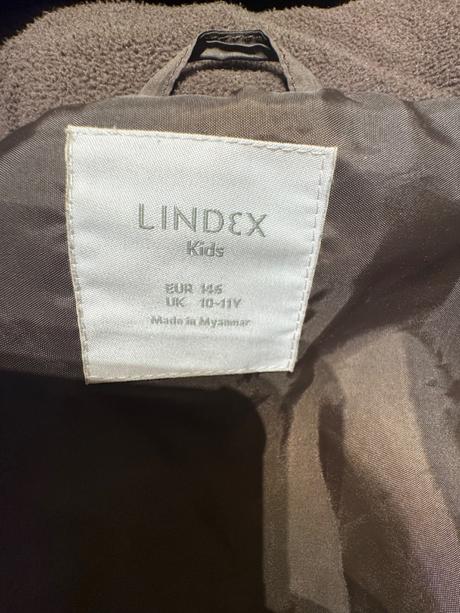 LINDEX
Kids
EUR 146
UK 10-11Y
Made in Myanmar